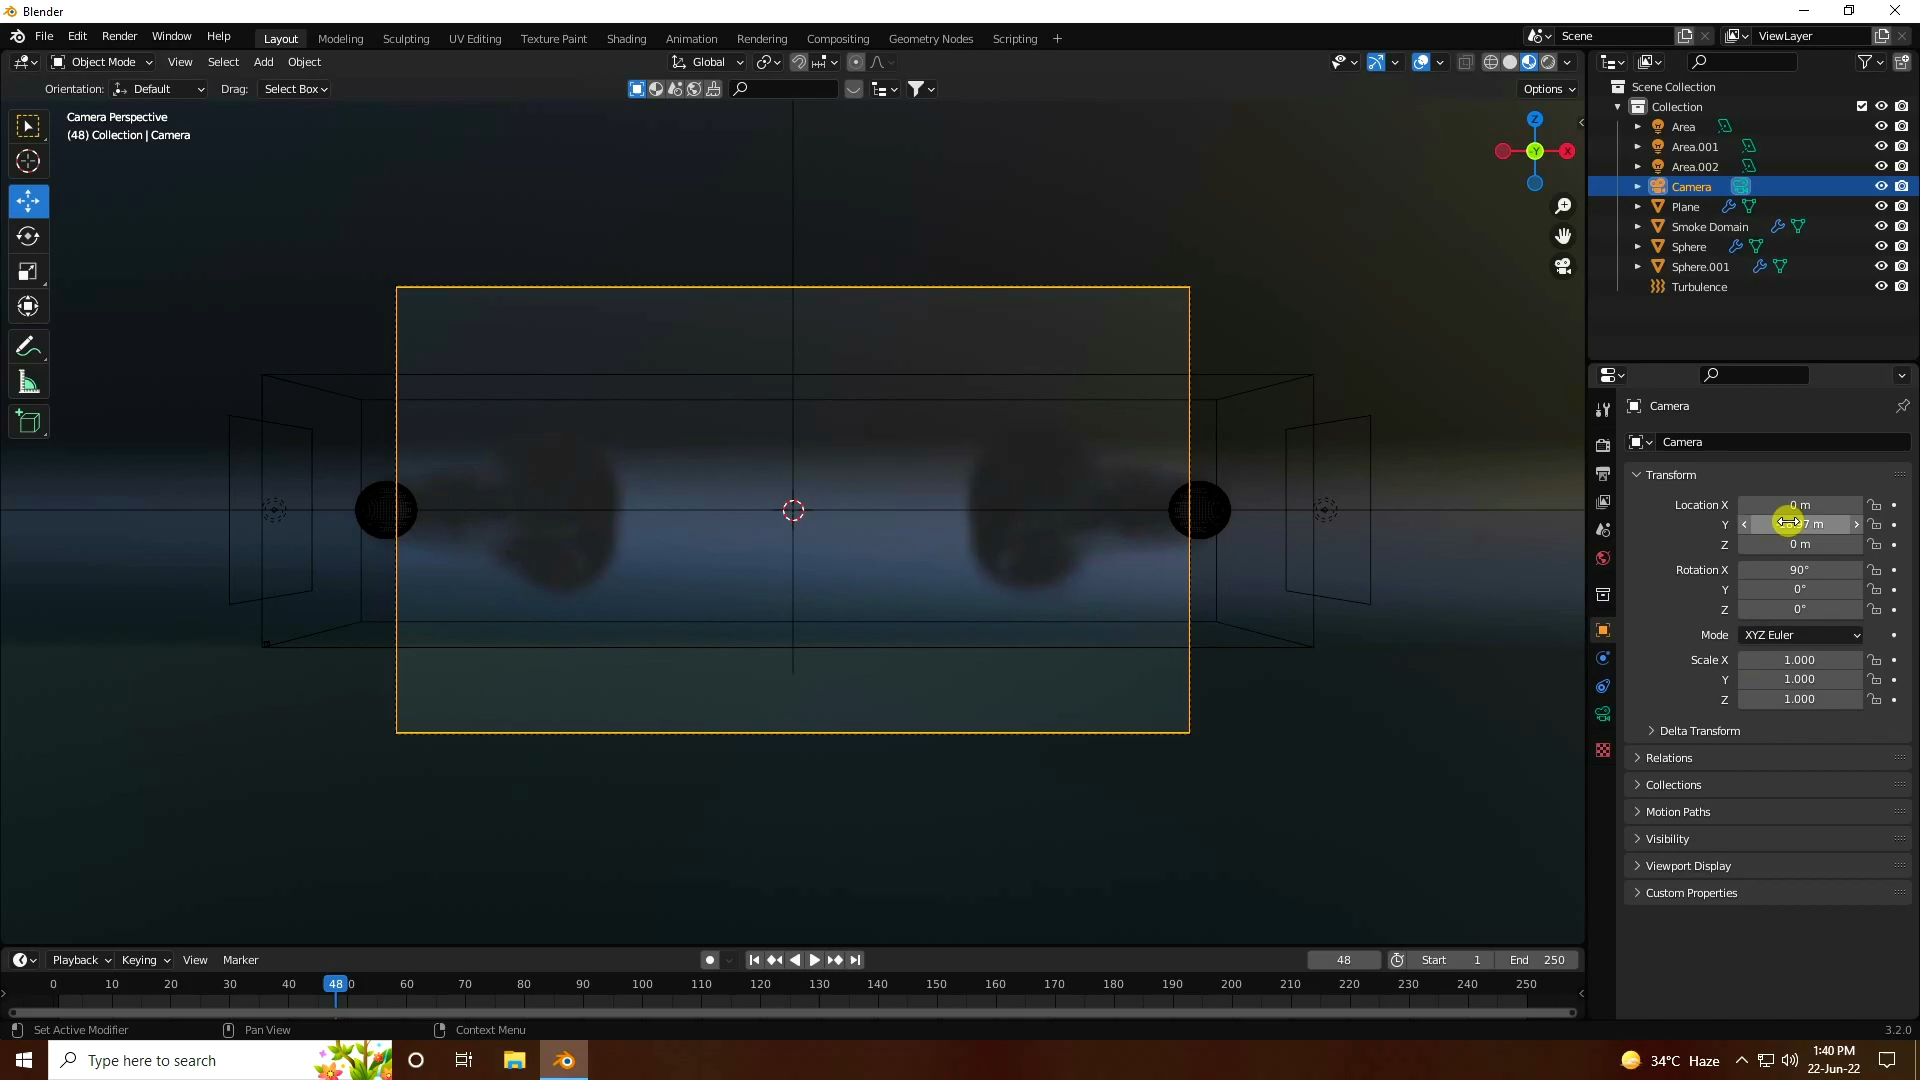 Blender
File Edit Render Window Help
Layout Modeling Sculpting UV Editing Texture Paint Shading Animation Rendering Compositing Geometry Nodes Scripting
Scene
ViewLayer
Object Mode View Select Add Object
Global
Orientation: Default Drag: Select Box
Options
Camera Perspective
(48) Collection | Camera
Z
-Y
X
Scene Collection
Collection
Area
Area.001
Area.002
Camera
Plane
Smoke Domain
Sphere
Sphere.001
Turbulence
Camera
Camera
Transform
Location X 0 m
Y 7 m
Z 0 m
Rotation X 90°
Y 0°
Z 0°
Mode XYZ Euler
Scale X 1.000
Y 1.000
Z 1.000
Delta Transform
Relations
Collections
Motion Paths
Visibility
Viewport Display
Custom Properties
Playback Keying View Marker
48 Start 1 End 250
0 10 20 30 40 48 0 60 70 80 90 100 110 120 130 140 150 160 170 180 190 200 210 220 230 240 250
Set Active Modifier Pan View Context Menu
3.2.0
Type here to search
34°C Haze
1:40 PM
22-Jun-22